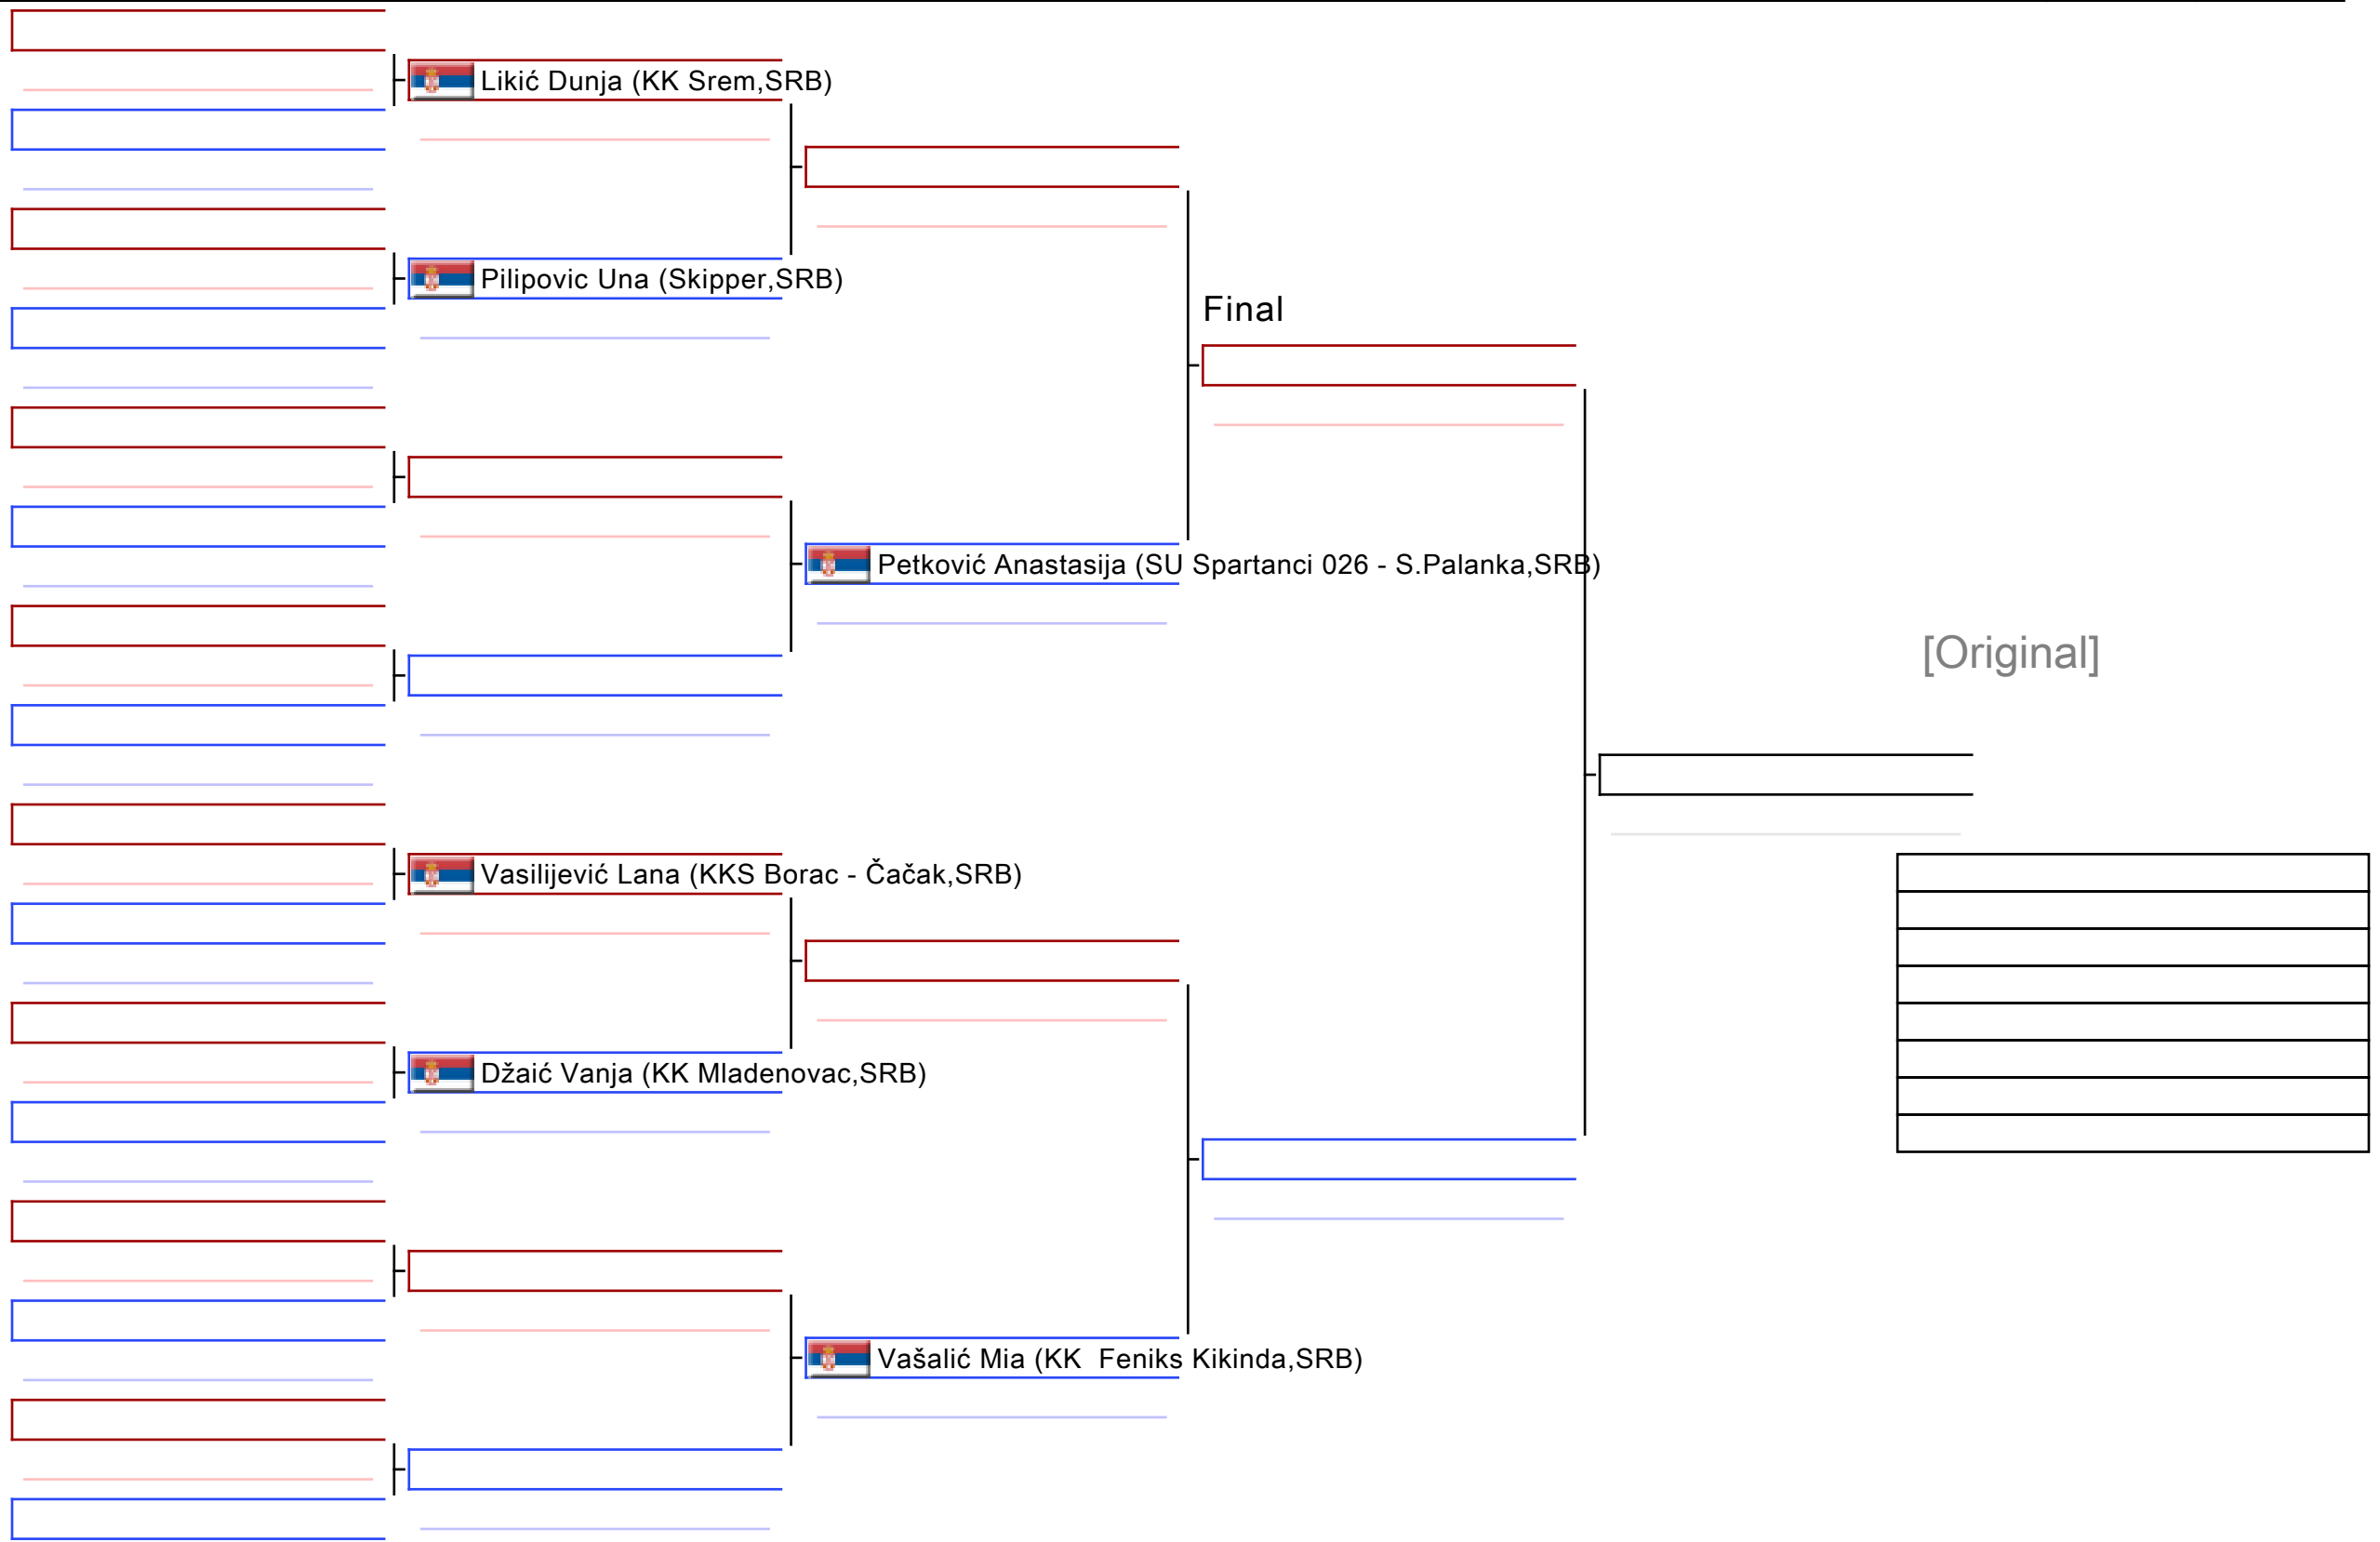 Likić Dunja (KK Srem,SRB)
Pilipovic Una (Skipper,SRB)
Final
Petković Anastasija (SU Spartanci 026 - S.Palanka,SRB)
[Original]
Vasilijević Lana (KKS Borac - Čačak,SRB)
Džaić Vanja (KK Mladenovac,SRB)
Vašalić Mia (KK  Feniks Kikinda,SRB)